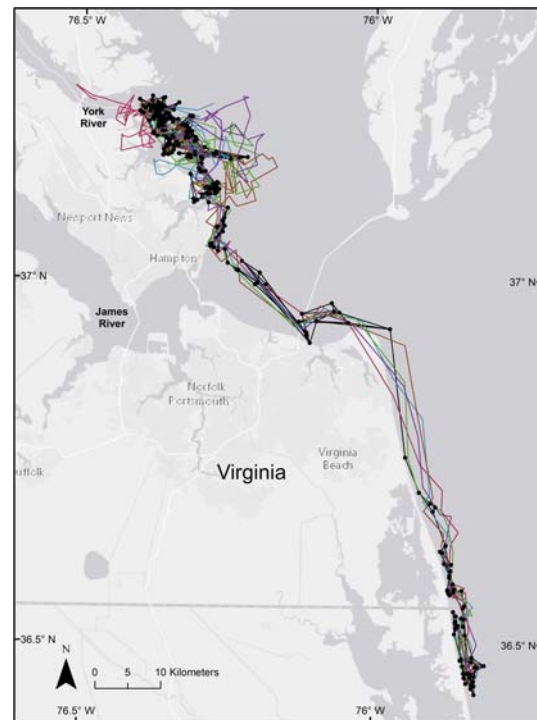 76.5° W
76° W
York
River
Newport News
Hampton
37° N
37° N
James
River
Norfolk
Portsmouth
Virginia
Beach
Virginia
uffolk
36.5° N
36.5° N
N
0 5 10 Kilometers
76.5° W
76° W